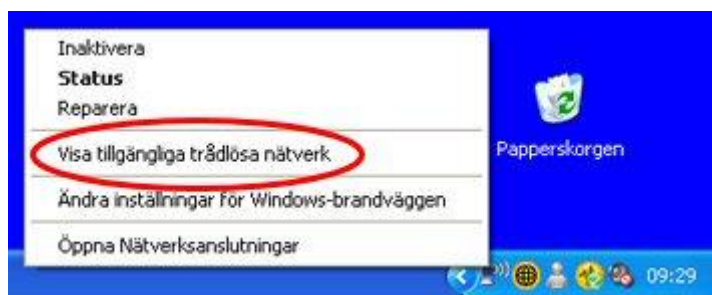 Inaktivera
Status
Reparera
Visa tillgängliga trådlösa nätverk
Ändra inställningar för Windows-brandväggen
Öppna Nätverksanslutningar
Papperskorgen
09:29